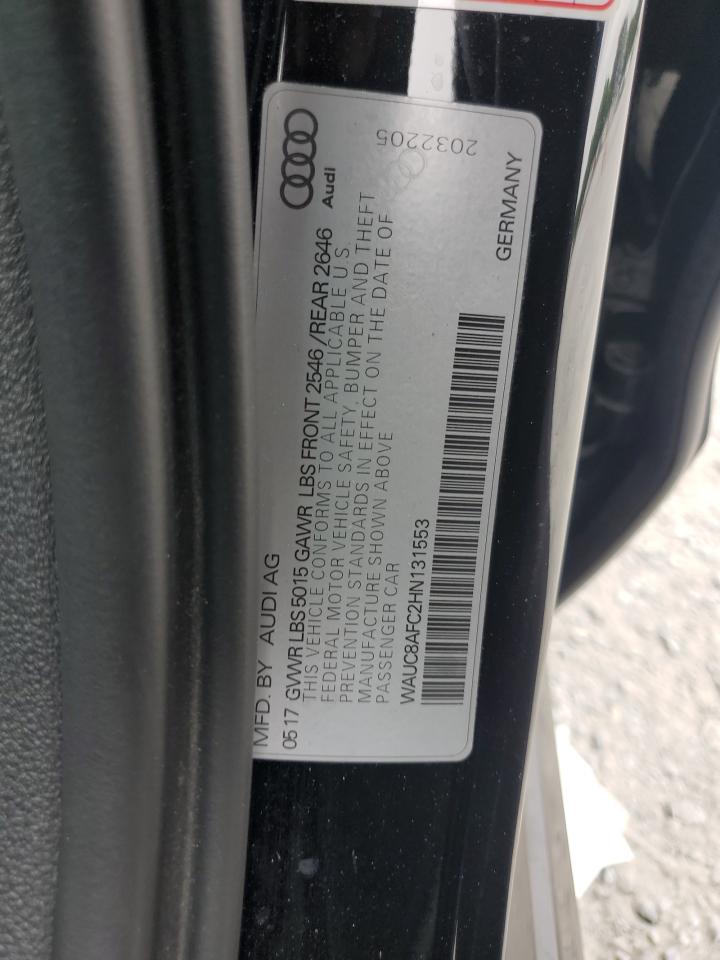 MFD. BY AUDI AG
Audi
05 17 GVWR LBS 5015 GAWR LBS FRONT 2546 / REAR 2646
THIS VEHICLE CONFORMS TO ALL APPLICABLE U.S.
FEDERAL MOTOR VEHICLE SAFETY, BUMPER AND THEFT
PREVENTION STANDARDS IN EFFECT ON THE DATE OF
MANUFACTURE SHOWN ABOVE
PASSENGER CAR
WAUC8AFC2HN131553
2032205
GERMANY